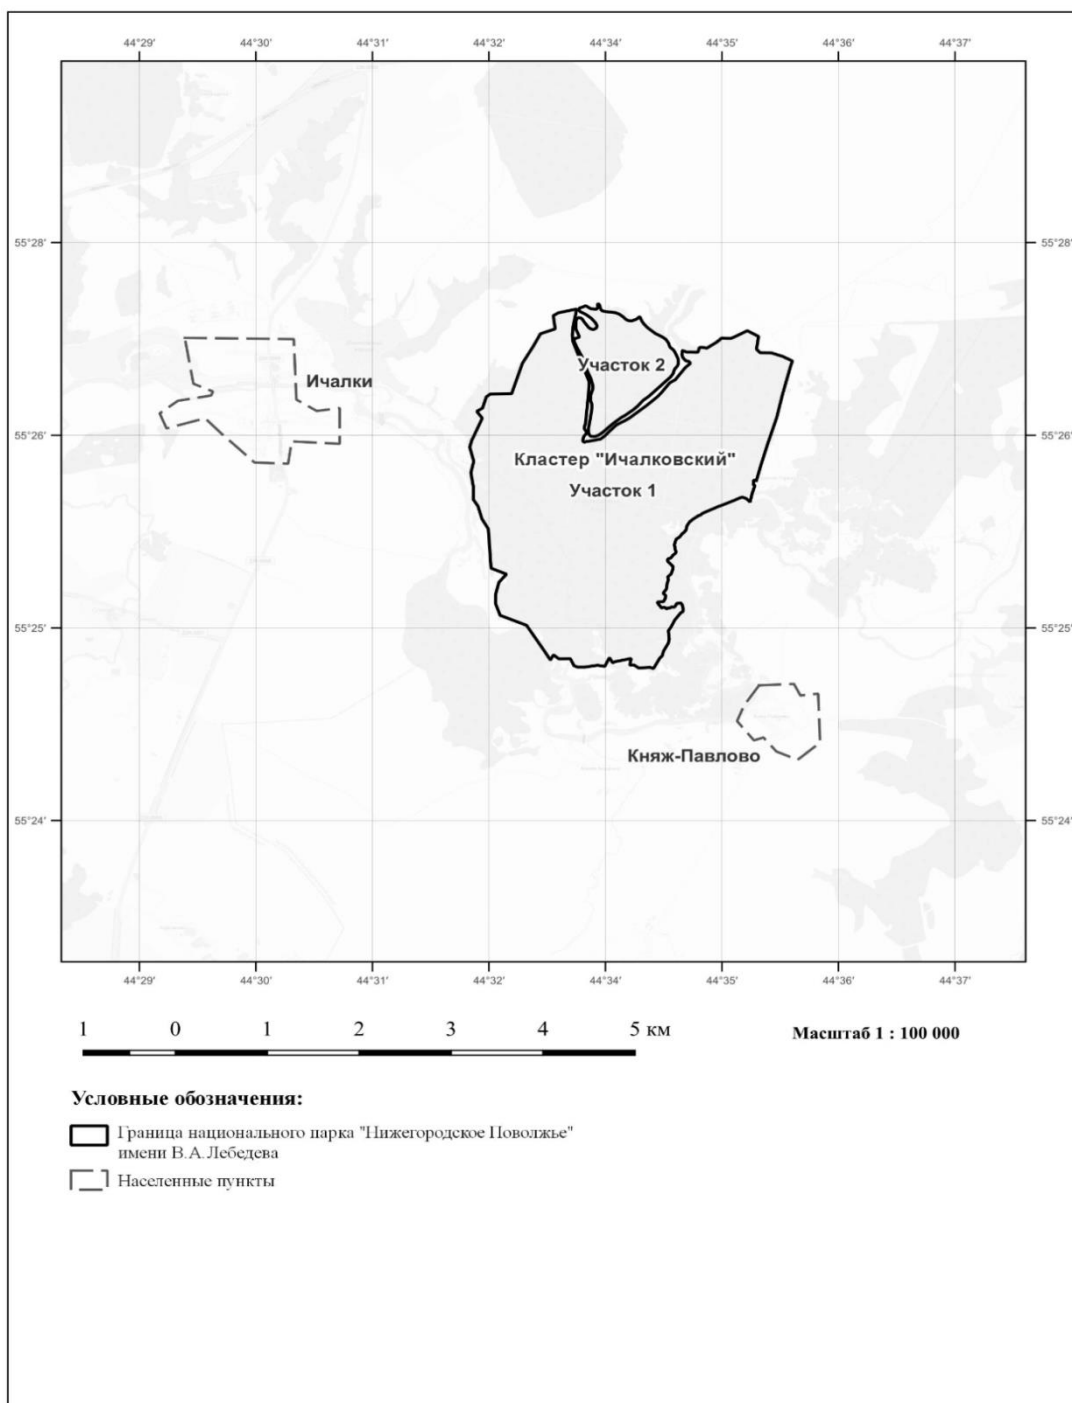 44°29' 44°30' 44°31' 44°32' 44°34' 44°35' 44°36' 44°37'
55°28' 55°28'
Участок 2
Ичалки
55°26' 55°26'
Кластер "Ичалковский"
Участок 1
55°25' 55°25'
Княж-Павлово
55°24' 55°24'
44°29' 44°30' 44°31' 44°32' 44°34' 44°35' 44°36' 44°37'
1 0 1 2 3 4 5 км
Масштаб 1 : 100 000
Условные обозначения:
Граница национального парка "Нижегородское Поволжье"
имени В.А.Лебедева
Населенные пункты